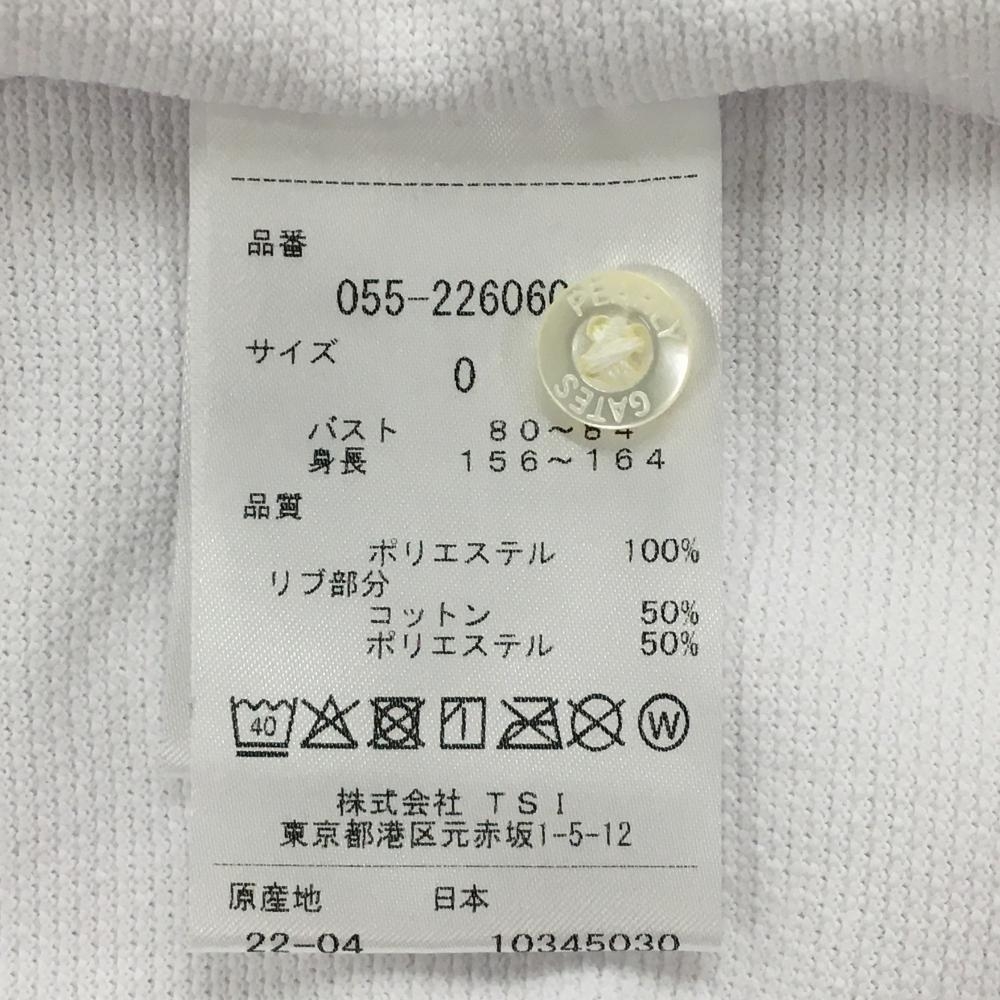 品番
055-226060
PEARLY GATES
サイズ
0
バスト 80～84
身長 156～164
品質
ポリエステル 100%
リブ部分
コットン 50%
ポリエステル 50%
40 W
株式会社 TSI
東京都港区元赤坂1-5-12
原産地 日本
22-04 10345030